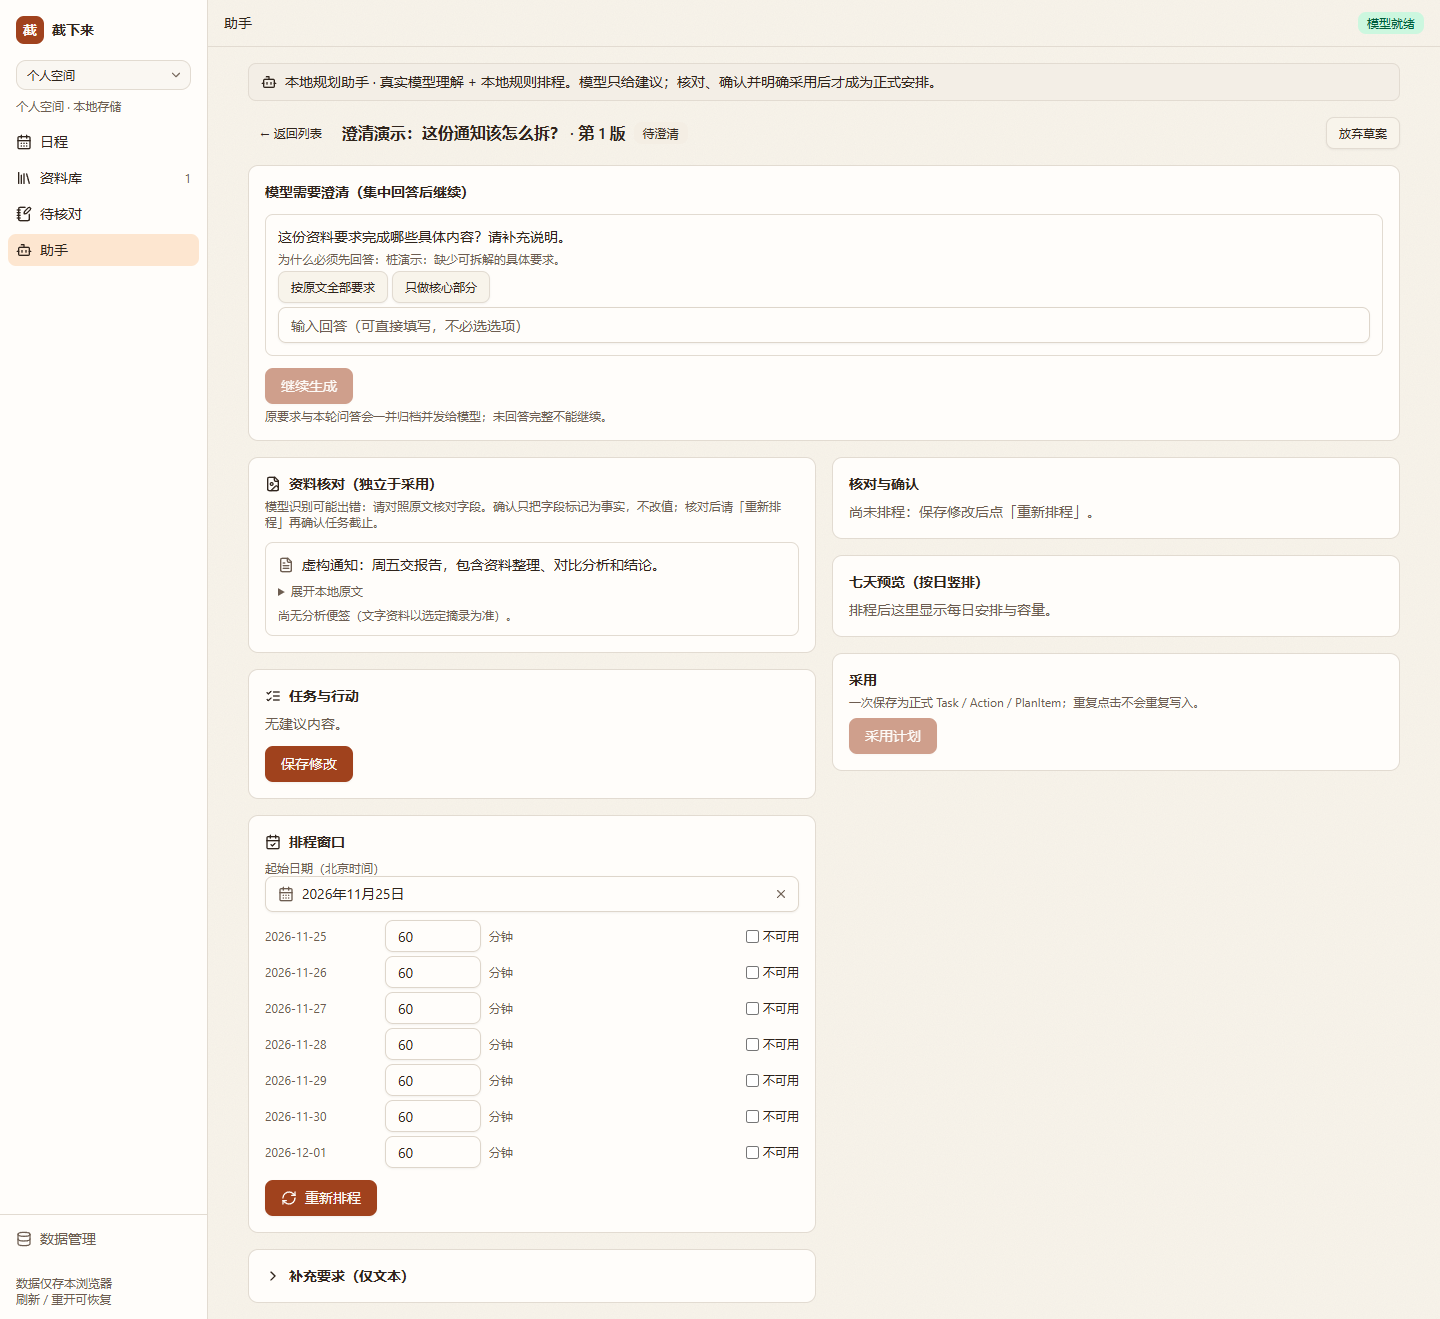 截 截下来
个人空间
个人空间 · 本地存储
日程
资料库 1
待核对
助手
数据管理
数据仅存本浏览器
刷新 / 重开可恢复
助手
模型就绪
本地规划助手 · 真实模型理解 + 本地规则排程。模型只给建议；核对、确认并明确采用后才成为正式安排。
← 返回列表
澄清演示：这份通知该怎么拆？ · 第 1 版
待澄清
放弃草案
模型需要澄清（集中回答后继续）
这份资料要求完成哪些具体内容？请补充说明。
为什么必须先回答：桩演示：缺少可拆解的具体要求。
按原文全部要求
只做核心部分
输入回答（可直接填写，不必选选项）
继续生成
原要求与本轮问答会一并归档并发给模型；未回答完整不能继续。
资料核对（独立于采用）
模型识别可能出错：请对照原文核对字段。确认只把字段标记为事实，不改值；核对后请「重新排
程」再确认任务截止。
虚构通知：周五交报告，包含资料整理、对比分析和结论。
▶ 展开本地原文
尚无分析便签（文字资料以选定摘录为准）。
任务与行动
无建议内容。
保存修改
排程窗口
起始日期（北京时间）
2026年11月25日
2026-11-25 60 分钟 不可用
2026-11-26 60 分钟 不可用
2026-11-27 60 分钟 不可用
2026-11-28 60 分钟 不可用
2026-11-29 60 分钟 不可用
2026-11-30 60 分钟 不可用
2026-12-01 60 分钟 不可用
重新排程
补充要求（仅文本）
核对与确认
尚未排程：保存修改后点「重新排程」。
七天预览（按日竖排）
排程后这里显示每日安排与容量。
采用
一次保存为正式 Task / Action / PlanItem；重复点击不会重复写入。
采用计划